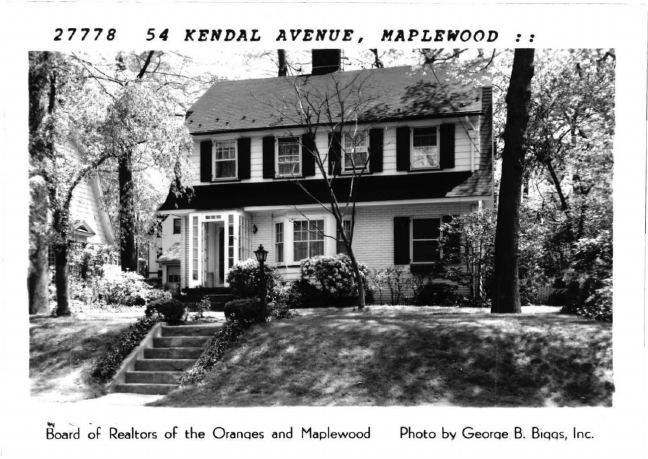 27778 54 KENDAL AVENUE, MAPLEWOOD ::
Board of Realtors of the Oranges and Maplewood Photo by George B. Biggs, Inc.